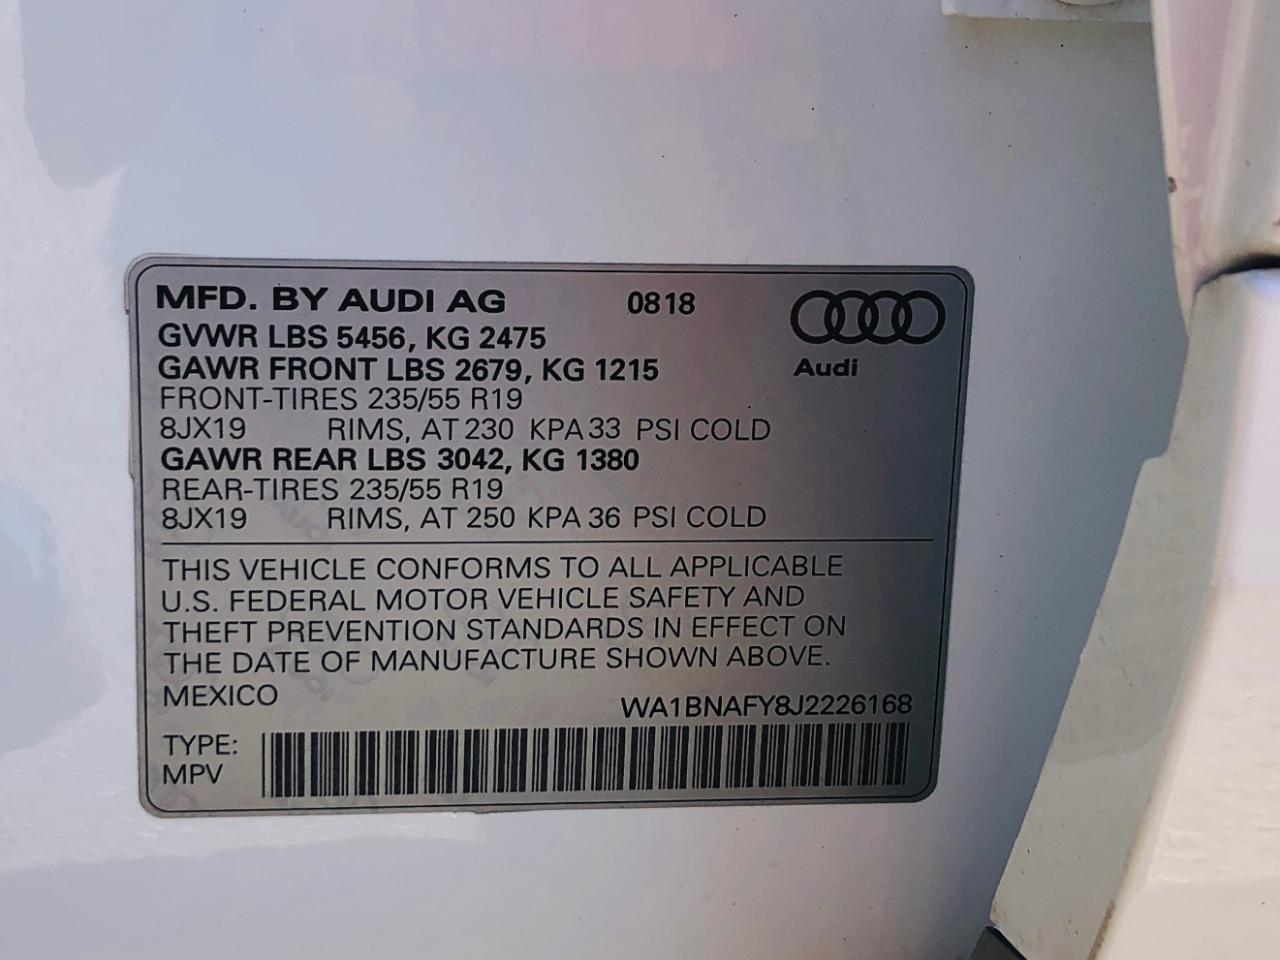 MFD. BY AUDI AG 0818
GVWR LBS 5456, KG 2475
GAWR FRONT LBS 2679, KG 1215
Audi
FRONT-TIRES 235/55 R19
8JX19 RIMS, AT 230 KPA 33 PSI COLD
GAWR REAR LBS 3042, KG 1380
REAR-TIRES 235/55 R19
8JX19 RIMS, AT 250 KPA 36 PSI COLD
THIS VEHICLE CONFORMS TO ALL APPLICABLE
U.S. FEDERAL MOTOR VEHICLE SAFETY AND
THEFT PREVENTION STANDARDS IN EFFECT ON
THE DATE OF MANUFACTURE SHOWN ABOVE.
MEXICO WA1BNAFY8J2226168
TYPE:
MPV